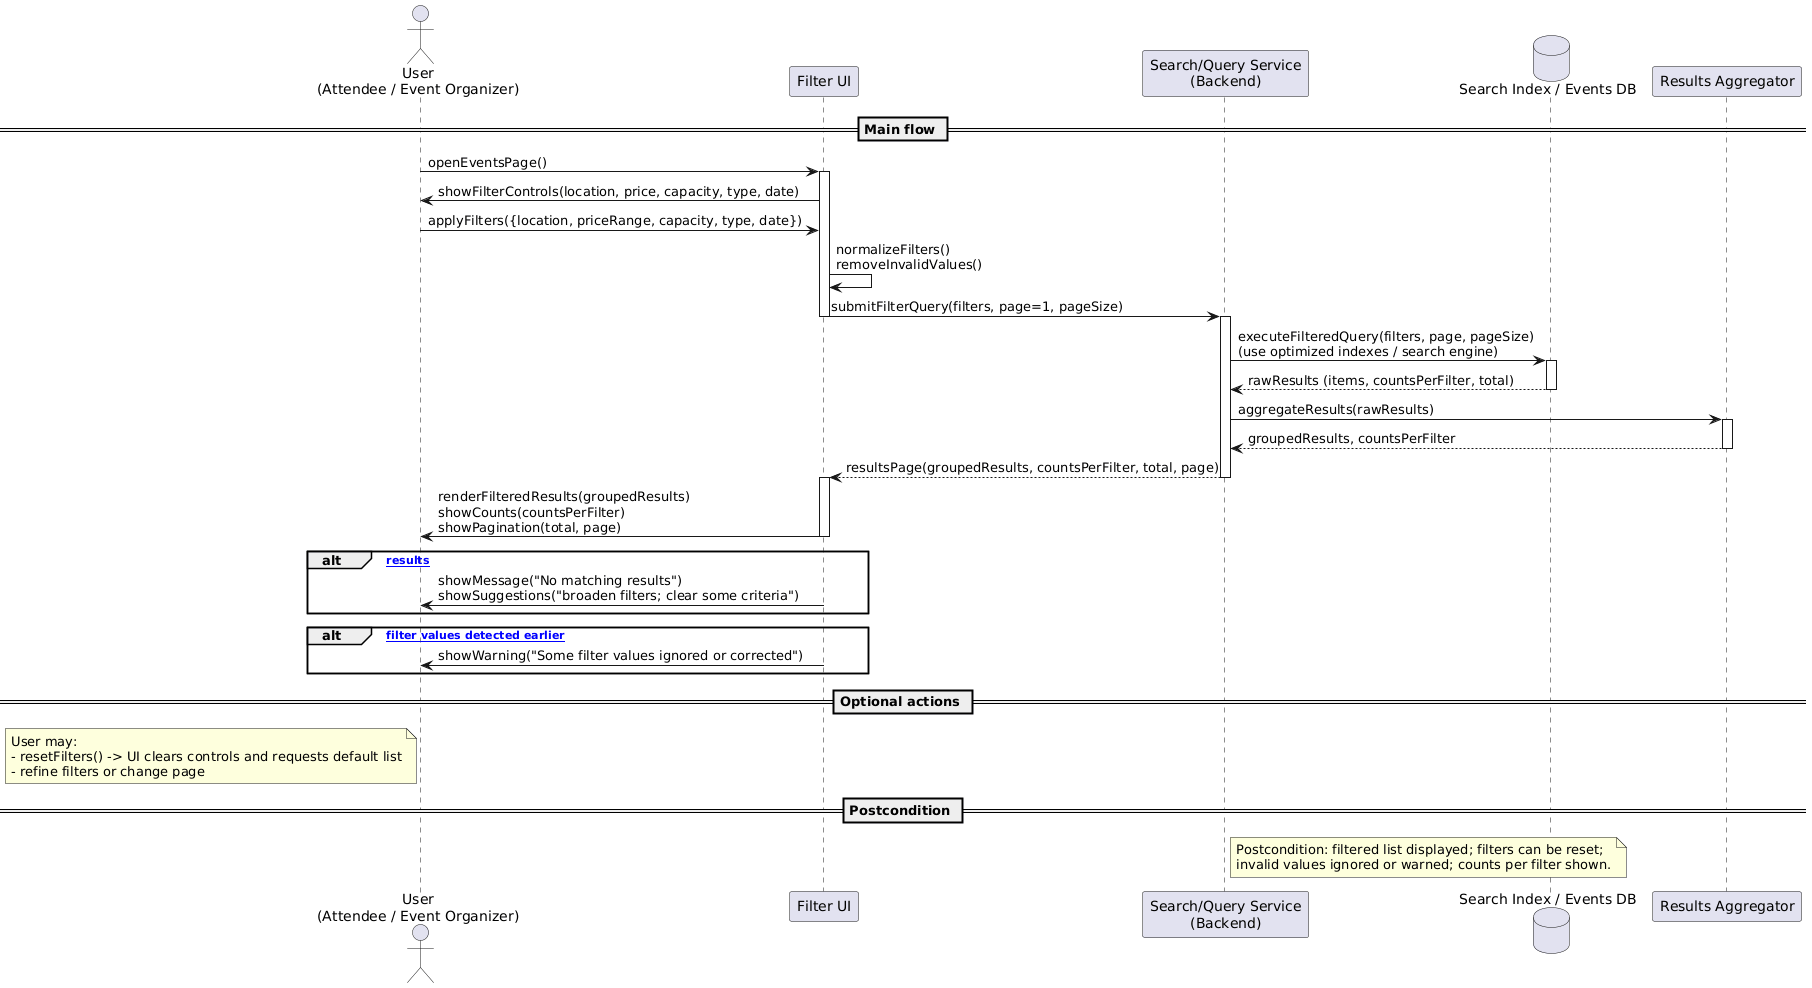 User
(Attendee / Event Organizer)
Filter UI
Search/Query Service
(Backend)
Search Index / Events DB
Results Aggregator
Main flow
openEventsPage()
showFilterControls(location, price, capacity, type, date)
applyFilters({location, priceRange, capacity, type, date})
normalizeFilters()
removeInvalidValues()
submitFilterQuery(filters, page=1, pageSize)
executeFilteredQuery(filters, page, pageSize)
(use optimized indexes / search engine)
rawResults (items, countsPerFilter, total)
aggregateResults(rawResults)
groupedResults, countsPerFilter
resultsPage(groupedResults, countsPerFilter, total, page)
renderFilteredResults(groupedResults)
showCounts(countsPerFilter)
showPagination(total, page)
alt results
showMessage("No matching results")
showSuggestions("broaden filters; clear some criteria")
alt filter values detected earlier
showWarning("Some filter values ignored or corrected")
Optional actions
User may:
- resetFilters() -> UI clears controls and requests default list
- refine filters or change page
Postcondition
Postcondition: filtered list displayed; filters can be reset;
invalid values ignored or warned; counts per filter shown.
User
(Attendee / Event Organizer)
Filter UI
Search/Query Service
(Backend)
Search Index / Events DB
Results Aggregator